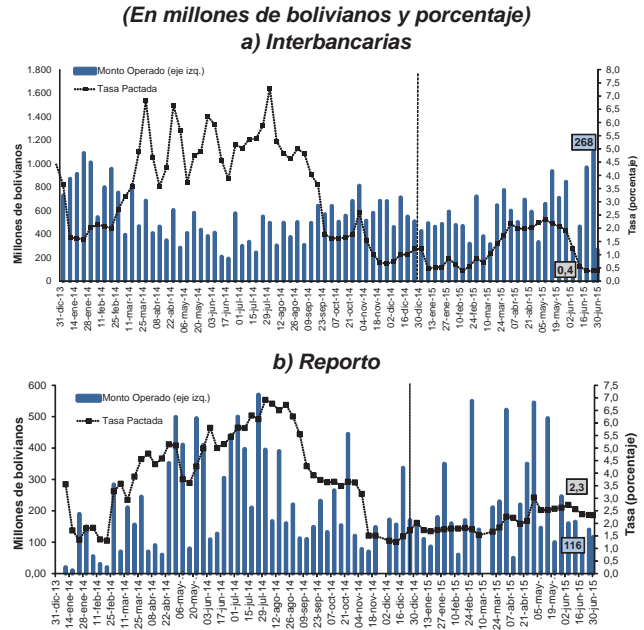 (En millones de bolivianos y porcentaje)
a) Interbancarias
Monto Operado (eje izq.)
Tasa Pactada
Millones de bolivianos
1.800
1.600
1.400
1.200
1.000
800
600
400
200
0
8,0
7,5
7,0
6,5
6,0
5,5
5,0
4,5
4,0
3,5
3,0
2,5
2,0
1,5
1,0
0,5
0,0
Tasa (porcentaje)
268
0,4
31-dic-13
14-ene-14
28-ene-14
11-feb-14
25-feb-14
11-mar-14
25-mar-14
08-abr-14
22-abr-14
06-may-14
20-may-14
03-jun-14
17-jun-14
01-jul-14
15-jul-14
29-jul-14
12-ago-14
26-ago-14
09-sep-14
23-sep-14
07-oct-14
21-oct-14
04-nov-14
18-nov-14
02-dic-14
16-dic-14
30-dic-14
13-ene-15
27-ene-15
10-feb-15
24-feb-15
10-mar-15
24-mar-15
07-abr-15
21-abr-15
05-may-15
19-may-15
02-jun-15
16-jun-15
30-jun-15
b) Reporto
Monto Operado (eje izq.)
Tasa Pactada
Millones de bolivianos
600
500
400
300
200
100
0,00
7,5
7,0
6,5
6,0
5,5
5,0
4,5
4,0
3,5
3,0
2,5
2,0
1,5
1,0
0,5
0,0
Tasa (porcentaje)
2,3
116
31-dic-13
14-ene-14
28-ene-14
11-feb-14
25-feb-14
11-mar-14
25-mar-14
08-abr-14
22-abr-14
06-may-..
20-may-..
03-jun-14
17-jun-14
01-jul-14
15-jul-14
29-jul-14
12-ago-14
26-ago-14
09-sep-14
23-sep-14
07-oct-14
21-oct-14
04-nov-14
18-nov-14
02-dic-14
16-dic-14
30-dic-14
13-ene-15
27-ene-15
10-feb-15
24-feb-15
10-mar-15
24-mar-15
07-abr-15
21-abr-15
05-may-..
19-may-..
02-jun-15
16-jun-15
30-jun-15